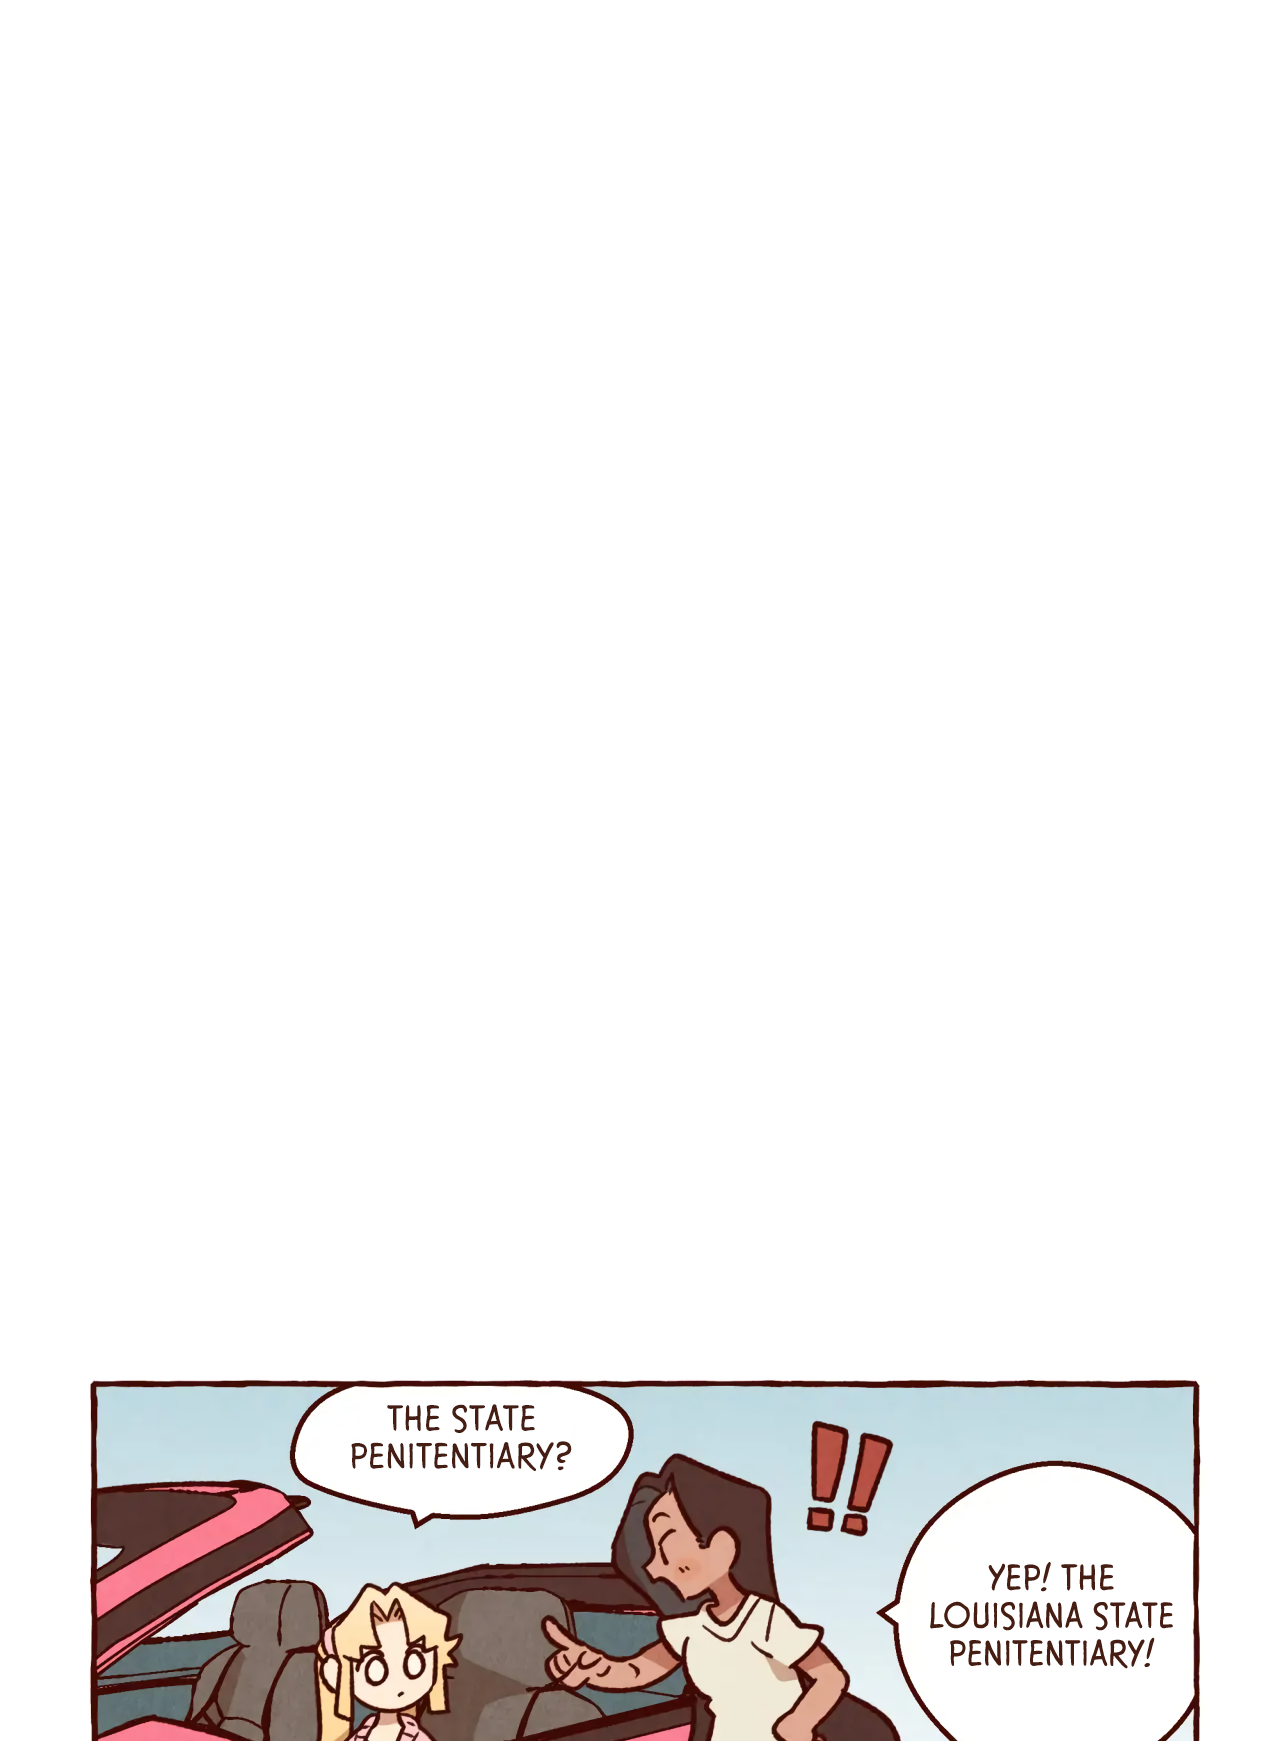 THE STATE
PENITENTIARY?
!!
YEP! THE
LOUISIANA STATE
PENITENTIARY!